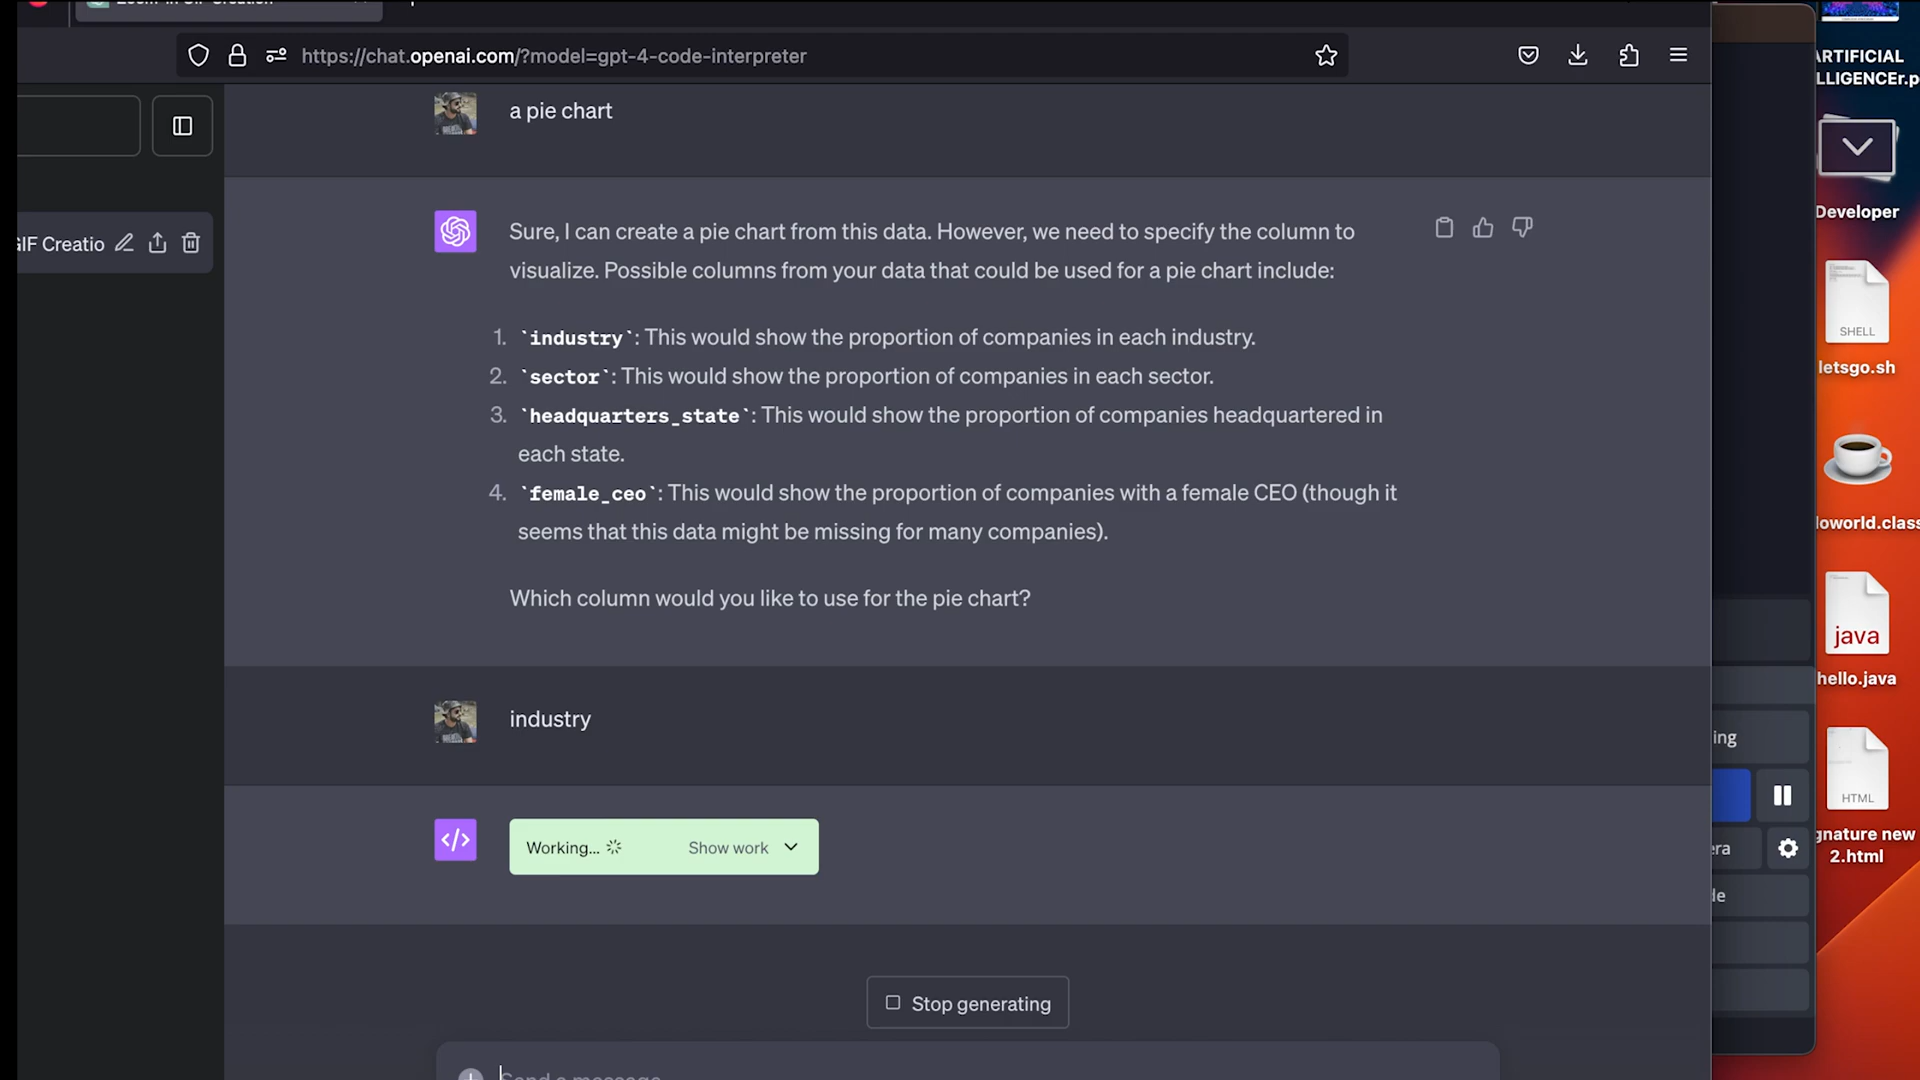 https://chat.openai.com/?model=gpt-4-code-interpreter
a pie chart
Sure, I can create a pie chart from this data. However, we need to specify the column to
visualize. Possible columns from your data that could be used for a pie chart include:
1. `industry`: This would show the proportion of companies in each industry.
2. `sector`: This would show the proportion of companies in each sector.
3. `headquarters_state`: This would show the proportion of companies headquartered in
each state.
4. `female_ceo`: This would show the proportion of companies with a female CEO (though it
seems that this data might be missing for many companies).
Which column would you like to use for the pie chart?
industry
Working... Show work
Stop generating
Send a message
GIF Creatio
ARTIFICIAL
LLIGENCEr.p
Developer
SHELL
letsgo.sh
loworld.class
java
hello.java
HTML
gnature new
2.html
ing
era
de